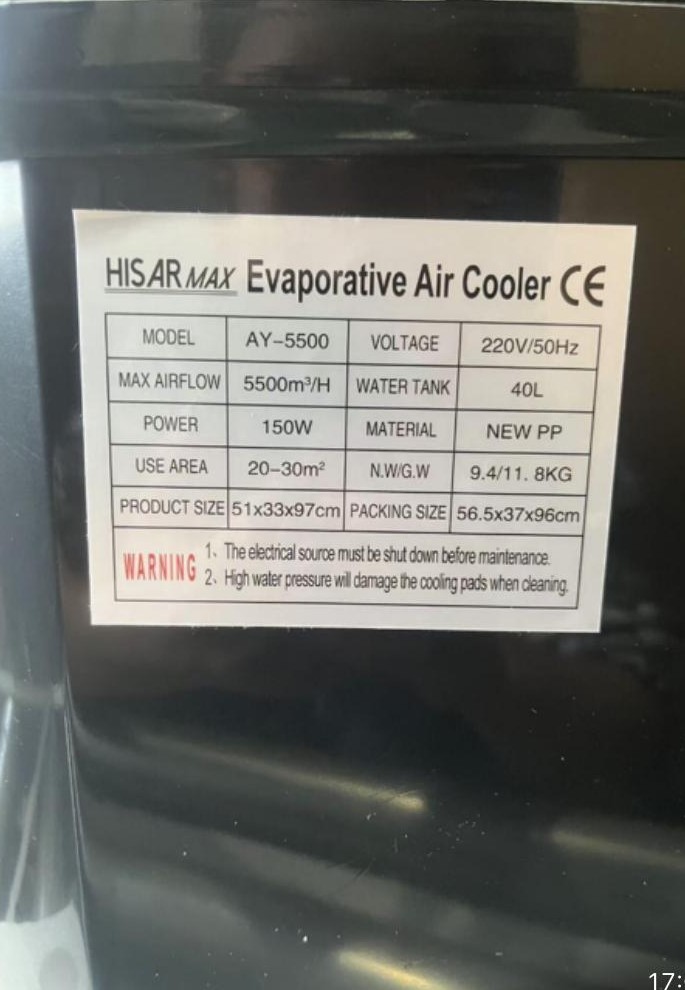 HISARMAX Evaporative Air Cooler CE
MODEL AY-5500 VOLTAGE 220V/50Hz
MAX AIRFLOW 5500m³/H WATER TANK 40L
POWER 150W MATERIAL NEW PP
USE AREA 20-30m² N.W/G.W 9.4/11.8KG
PRODUCT SIZE 51x33x97cm PACKING SIZE 56.5x37x96cm
WARNING
1、The electrical source must be shut down before maintenance.
2、High water pressure will damage the cooling pads when cleaning.
17: